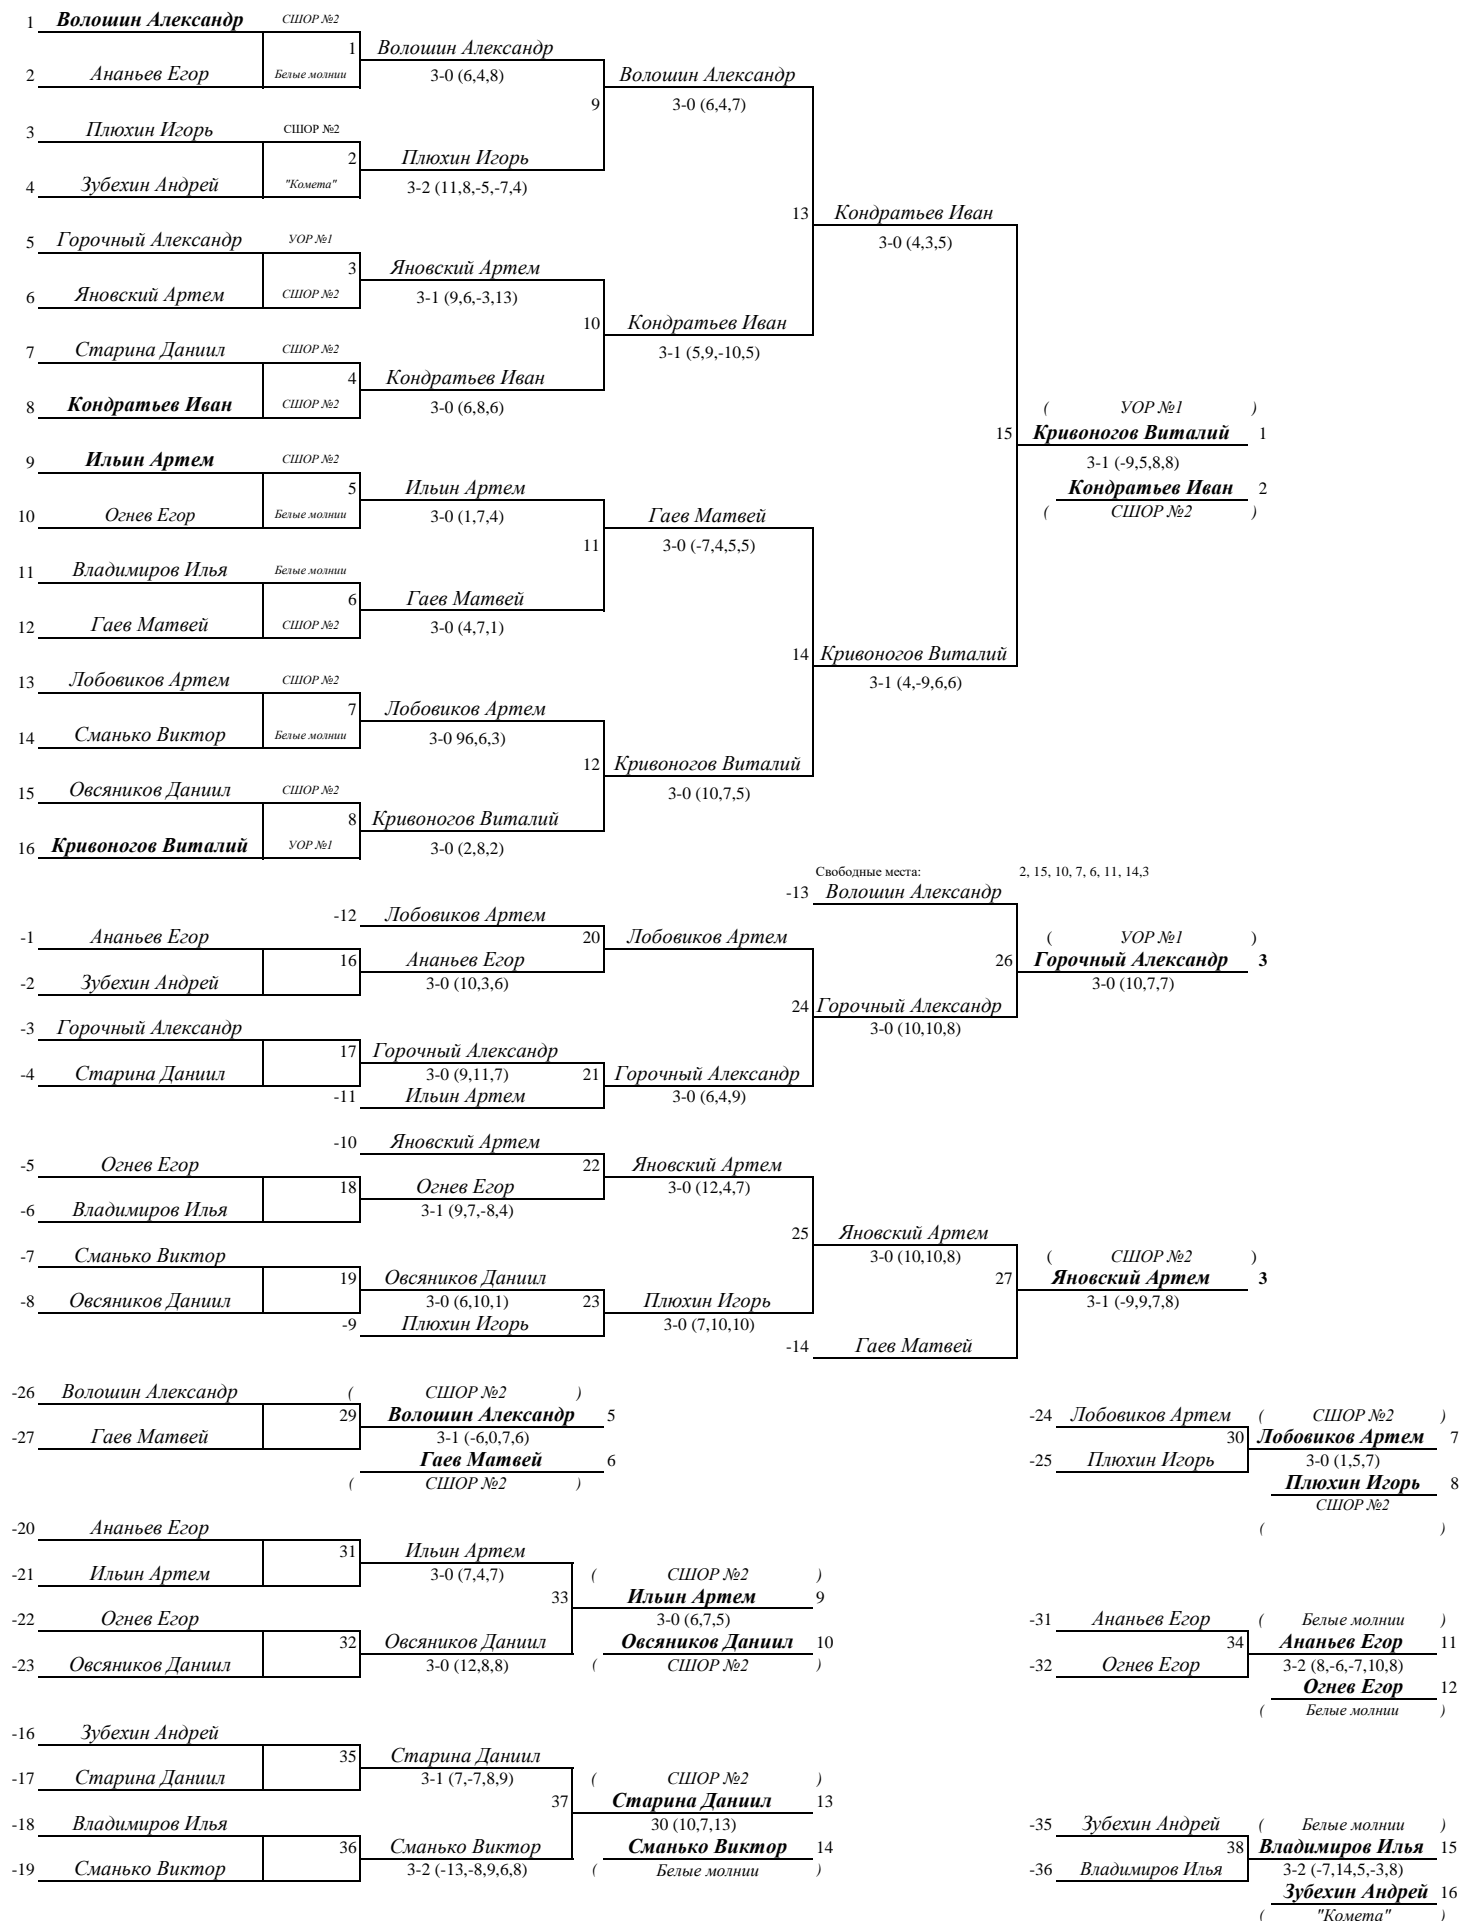 1 Волошин Александр СШОР №2
1 Волошин Александр
2 Ананьев Егор Белые молнии 3-0 (6,4,8) Волошин Александр
9 3-0 (6,4,7)
3 Плюхин Игорь СШОР №2
2 Плюхин Игорь
4 Зубехин Андрей "Комета" 3-2 (11,8,-5,-7,4)
13 Кондратьев Иван
5 Горочный Александр УОР №1 3-0 (4,3,5)
3 Яновский Артем
6 Яновский Артем СШОР №2 3-1 (9,6,-3,13)
10 Кондратьев Иван
7 Старина Даниил СШОР №2 3-1 (5,9,-10,5)
4 Кондратьев Иван
8 Кондратьев Иван СШОР №2 3-0 (6,8,6) ( УОР №1 )
15 Кривоногов Виталий 1
9 Ильин Артем СШОР №2 3-1 (-9,5,8,8)
5 Ильин Артем Кондратьев Иван 2
10 Огнев Егор Белые молнии 3-0 (1,7,4) Гаев Матвей ( СШОР №2 )
11 3-0 (-7,4,5,5)
11 Владимиров Илья Белые молнии
6 Гаев Матвей
12 Гаев Матвей СШОР №2 3-0 (4,7,1)
14 Кривоногов Виталий
13 Лобовиков Артем СШОР №2 3-1 (4,-9,6,6)
7 Лобовиков Артем
14 Сманько Виктор Белые молнии 3-0 96,6,3)
12 Кривоногов Виталий
15 Овсяников Даниил СШОР №2 3-0 (10,7,5)
8 Кривоногов Виталий
16 Кривоногов Виталий УОР №1 3-0 (2,8,2)
Свободные места: 2, 15, 10, 7, 6, 11, 14,3
-13 Волошин Александр
-12 Лобовиков Артем
-1 Ананьев Егор 20 Лобовиков Артем ( УОР №1 )
16 Ананьев Егор 26 Горочный Александр 3
-2 Зубехин Андрей 3-0 (10,3,6) 3-0 (10,7,7)
24 Горочный Александр
-3 Горочный Александр 3-0 (10,10,8)
17 Горочный Александр
-4 Старина Даниил 3-0 (9,11,7) 21 Горочный Александр
-11 Ильин Артем 3-0 (6,4,9)
-10 Яновский Артем
-5 Огнев Егор 22 Яновский Артем
18 Огнев Егор 3-0 (12,4,7)
-6 Владимиров Илья 3-1 (9,7,-8,4)
25 Яновский Артем
-7 Сманько Виктор 3-0 (10,10,8) ( СШОР №2 )
19 Овсяников Даниил 27 Яновский Артем 3
-8 Овсяников Даниил 3-0 (6,10,1) 23 Плюхин Игорь 3-1 (-9,9,7,8)
-9 Плюхин Игорь 3-0 (7,10,10)
-14 Гаев Матвей
-26 Волошин Александр ( СШОР №2 )
29 Волошин Александр 5 -24 Лобовиков Артем ( СШОР №2 )
-27 Гаев Матвей 3-1 (-6,0,7,6) 30 Лобовиков Артем 7
Гаев Матвей 6 -25 Плюхин Игорь 3-0 (1,5,7)
( СШОР №2 ) Плюхин Игорь 8
СШОР №2
-20 Ананьев Егор ( )
31 Ильин Артем
-21 Ильин Артем 3-0 (7,4,7) ( СШОР №2 )
33 Ильин Артем 9
-22 Огнев Егор 3-0 (6,7,5) -31 Ананьев Егор ( Белые молнии )
32 Овсяников Даниил Овсяников Даниил 10 34 Ананьев Егор 11
-23 Овсяников Даниил 3-0 (12,8,8) ( СШОР №2 ) -32 Огнев Егор 3-2 (8,-6,-7,10,8)
Огнев Егор 12
( Белые молнии )
-16 Зубехин Андрей
35 Старина Даниил
-17 Старина Даниил 3-1 (7,-7,8,9) ( СШОР №2 )
37 Старина Даниил 13
-18 Владимиров Илья 30 (10,7,13) -35 Зубехин Андрей ( Белые молнии )
36 Сманько Виктор Сманько Виктор 14 38 Владимиров Илья 15
-19 Сманько Виктор 3-2 (-13,-8,9,6,8) ( Белые молнии ) -36 Владимиров Илья 3-2 (-7,14,5,-3,8)
Зубехин Андрей 16
( "Комета" )